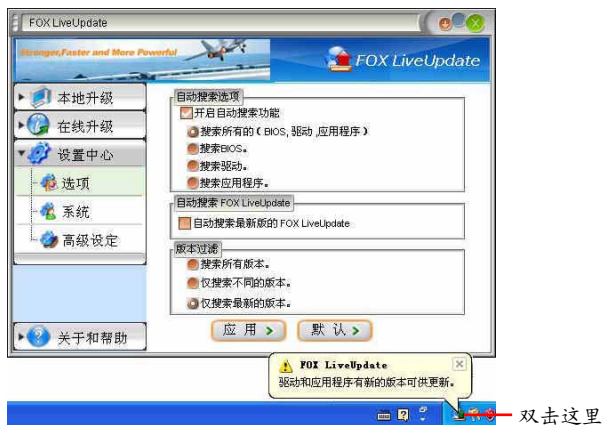 FOX LiveUpdate
Stronger,Faster and More Powerful
FOX LiveUpdate
本地升级
在线升级
设置中心
选项
系统
高级设定
关于和帮助
自动搜索选项
开启自动搜索功能
搜索所有的 ( BIOS, 驱动 ,应用程序 )
搜索BIOS。
搜索驱动。
搜索应用程序。
自动搜索 FOX LiveUpdate
自动搜索最新版的 FOX LiveUpdate
版本过滤
搜索所有版本。
仅搜索不同的版本。
仅搜索最新的版本。
应 用
默 认
FOX LiveUpdate
驱动和应用程序有新的版本可供更新。
双击这里